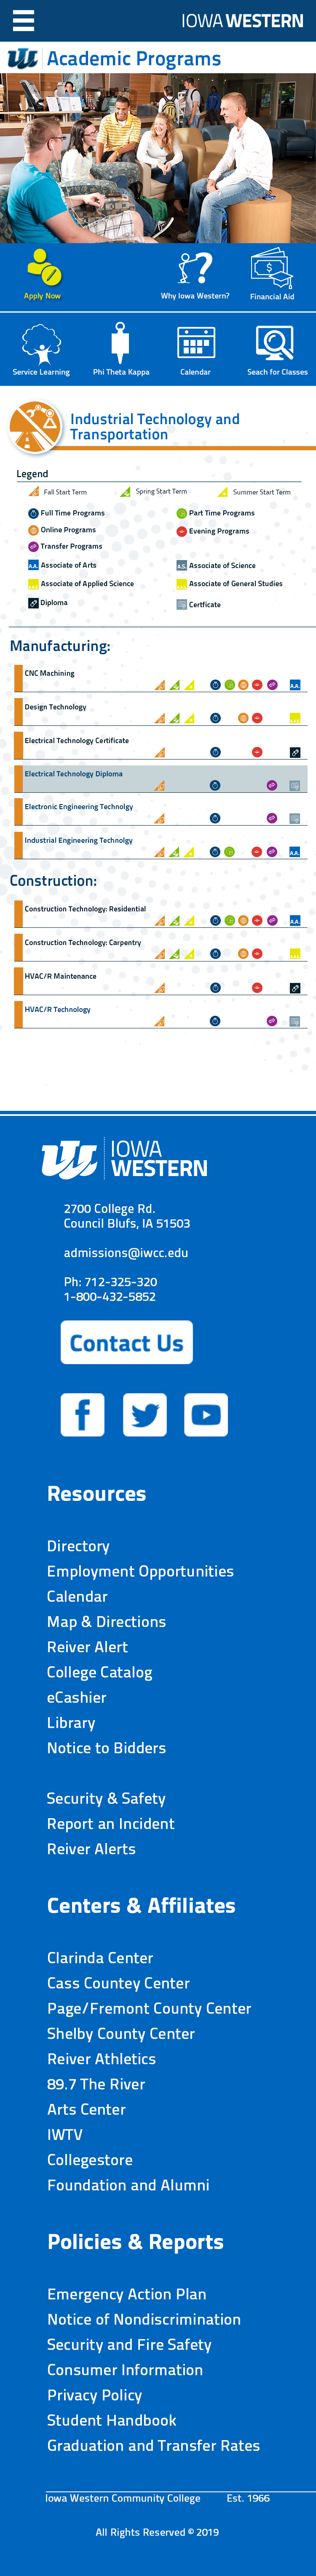 IOWA WESTERN
Academic Programs
Apply Now
Why Iowa Western?
Financial Aid
Service Learning
Phi Theta Kappa
Calendar
Seach for Classes
Industrial Technology and
Transportation
Legend
Fall Start Term
Spring Start Term
Summer Start Term
Full Time Programs
Part Time Programs
Online Programs
Evening Programs
Transfer Programs
A.A. Associate of Arts
A.S. Associate of Science
Associate of Applied Science
Associate of General Studies
Diploma
Certficate
Manufacturing:
CNC Machining
A.A.
Design Technology
Electrical Technology Certificate
Electrical Technology Diploma
Electronic Engineering Technolgy
Industrial Engineering Technolgy
A.A.
Construction:
Construction Technology: Residential
A.A.
Construction Technology: Carpentry
HVAC/R Maintenance
HVAC/R Technology
IOWA
WESTERN
2700 College Rd.
Council Blufs, IA 51503
admissions@iwcc.edu
Ph: 712-325-320
1-800-432-5852
Contact Us
Resources
Directory
Employment Opportunities
Calendar
Map & Directions
Reiver Alert
College Catalog
eCashier
Library
Notice to Bidders
Security & Safety
Report an Incident
Reiver Alerts
Centers & Affiliates
Clarinda Center
Cass Countey Center
Page/Fremont County Center
Shelby County Center
Reiver Athletics
89.7 The River
Arts Center
IWTV
Collegestore
Foundation and Alumni
Policies & Reports
Emergency Action Plan
Notice of Nondiscrimination
Security and Fire Safety
Consumer Information
Privacy Policy
Student Handbook
Graduation and Transfer Rates
Iowa Western Community College Est. 1966
All Rights Reserved © 2019